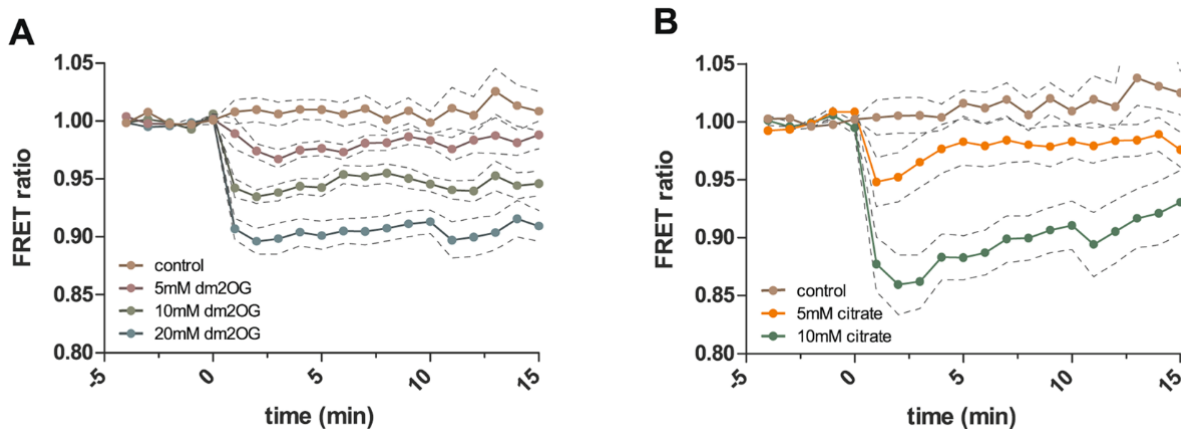 A
FRET ratio
1.05
1.00
0.95
0.90
0.85
0.80
control
5mM dm2OG
10mM dm2OG
20mM dm2OG
-5
0
5
10
15
time (min)
B
FRET ratio
1.05
1.00
0.95
0.90
0.85
0.80
control
5mM citrate
10mM citrate
-5
0
5
10
15
time (min)